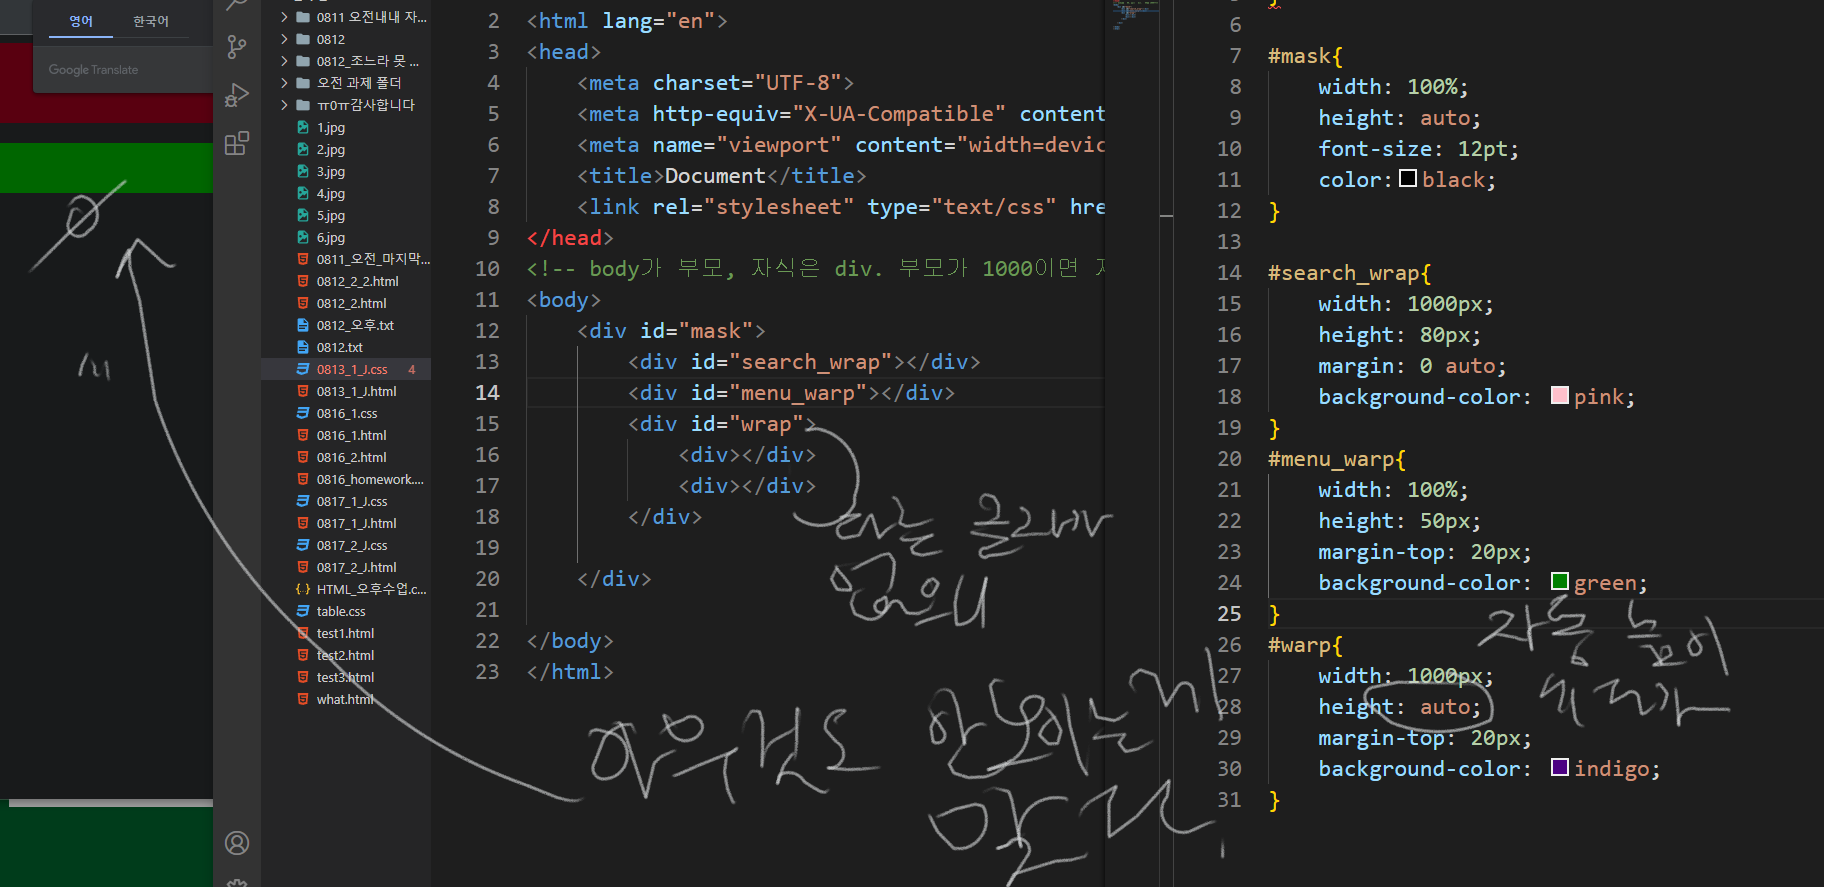 영어 한국어
Google Translate
0811 오전내내 자...
0812
0812_조느라 못 ...
오전 과제 폴더
ㅠ0ㅠ감사합니다
1.jpg
2.jpg
3.jpg
4.jpg
5.jpg
6.jpg
0811_오전_마지막...
0812_2_2.html
0812_2.html
0812_오후.txt
0812.txt
0813_1_J.css 4
0813_1_J.html
0816_1.css
0816_1.html
0816_2.html
0816_homework....
0817_1_J.css
0817_1_J.html
0817_2_J.css
0817_2_J.html
HTML_오후수업.c...
table.css
test1.html
test2.html
test3.html
what.html
2 <html lang="en">
3 <head>
4 <meta charset="UTF-8">
5 <meta http-equiv="X-UA-Compatible" content
6 <meta name="viewport" content="width=devic
7 <title>Document</title>
8 <link rel="stylesheet" type="text/css" hre
9 </head>
10 <!-- body가 부모, 자식은 div. 부모가 1000이면 ㅈ
11 <body>
12 <div id="mask">
13 <div id="search_wrap"></div>
14 <div id="menu_warp"></div>
15 <div id="wrap">
16 <div></div>
17 <div></div>
18 </div>
19
20 </div>
21
22 </body>
23 </html>
다른 클래스가
없으니
아무것도 안 보이는게
맞지.
}
6
7 #mask{
8 width: 100%;
9 height: auto;
10 font-size: 12pt;
11 color: black;
12 }
13
14 #search_wrap{
15 width: 1000px;
16 height: 80px;
17 margin: 0 auto;
18 background-color: pink;
19 }
20 #menu_warp{
21 width: 100%;
22 height: 50px;
23 margin-top: 20px;
24 background-color: green;
25 }
26 #warp{
27 width: 1000px;
28 height: auto;
29 margin-top: 20px;
30 background-color: indigo;
31 }
자동 높이